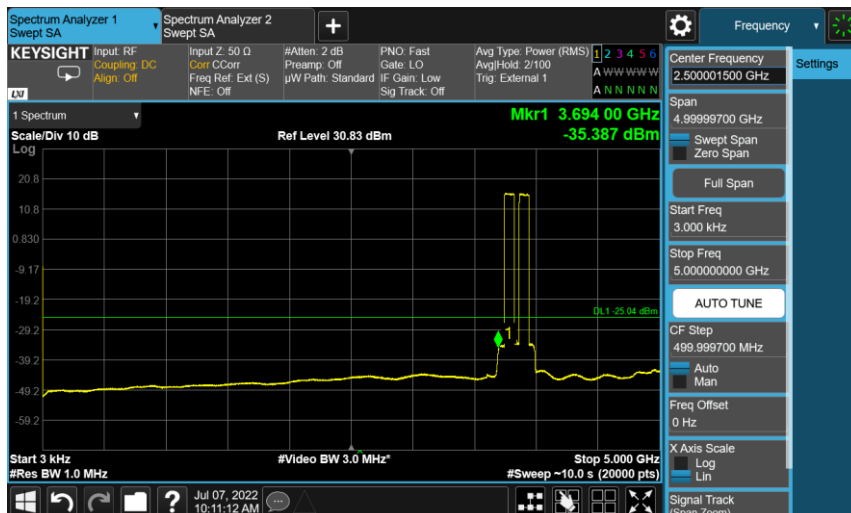 Spectrum Analyzer 1
Swept SA
Spectrum Analyzer 2
Swept SA
Frequency
KEYSIGHT
LXI
Input: RF
Coupling: DC
Align: Off
Input Z: 50 Ω
Corr CCorr
Freq Ref: Ext (S)
NFE: Off
#Atten: 2 dB
Preamp: Off
µW Path: Standard
PNO: Fast
Gate: LO
IF Gain: Low
Sig Track: Off
Avg Type: Power (RMS)
Avg|Hold: 2/100
Trig: External 1
1 2 3 4 5 6
A W W W W W
A N N N N N
1 Spectrum
Scale/Div 10 dB
Log
Ref Level 30.83 dBm
Mkr1 3.694 00 GHz
-35.387 dBm
20.8
10.8
0.830
-9.17
-19.2
-29.2
-39.2
-49.2
-59.2
DL1 -25.04 dBm
1
Start 3 kHz
#Res BW 1.0 MHz
#Video BW 3.0 MHz*
Stop 5.000 GHz
#Sweep ~10.0 s (20000 pts)
?
Jul 07, 2022
10:11:12 AM
Center Frequency
2.500001500 GHz
Span
4.99999700 GHz
Swept Span
Zero Span
Full Span
Start Freq
3.000 kHz
Stop Freq
5.000000000 GHz
AUTO TUNE
CF Step
499.999700 MHz
Auto
Man
Freq Offset
0 Hz
X Axis Scale
Log
Lin
Signal Track
(Span Zoom)
Settings